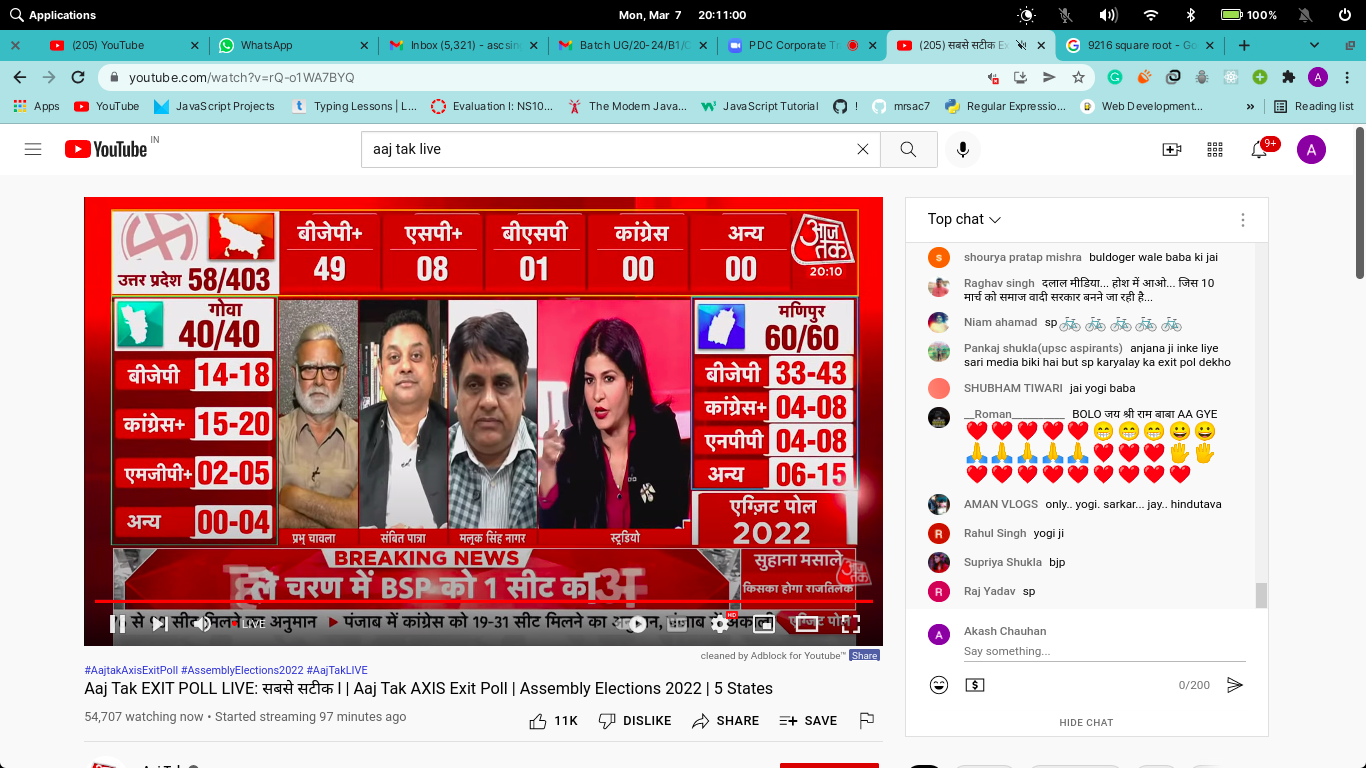 Applications
Mon, Mar 7 20:11:00
100%
(205) YouTube
WhatsApp
Inbox (5,321) - ascsin
Batch UG/20-24/B1/C
PDC Corporate Tr
(205) सबसे सटीक E
9216 square root - Go
youtube.com/watch?v=rQ-o1WA7BYQ
A
Apps
YouTube
JavaScript Projects
Typing Lessons | L...
Evaluation I: NS10...
The Modern Java...
JavaScript Tutorial
!
mrsac7
Regular Expressio...
Web Development...
»
Reading list
YouTube IN
aaj tak live
9+
A
उत्तर प्रदेश 58/403
बीजेपी+ एसपी+ बीएसपी कांग्रेस अन्य
49 08 01 00 00
आज तक
20:10
गोवा
40/40
बीजेपी 14-18
कांग्रेस+ 15-20
एमजीपी+ 02-05
अन्य 00-04
प्रभु चावला
संबित पात्रा
मलूक सिंह नागर
स्टूडियो
मणिपुर
60/60
बीजेपी 33-43
कांग्रेस+ 04-08
एनपीपी 04-08
अन्य 06-15
एग्ज़िट पोल
2022
BREAKING NEWS
चरण में BSP को 1 सीट का
सुहाना मसाले
किसका होगा राजतिलक
सीट मिलने का अनुमान पंजाब में कांग्रेस को 19-31 सीट मिलने का अनुमान, पंजाब में अकाली
LIVE
HD
एग्ज़िट पोल
cleaned by Adblock for Youtube™ Share
#AajtakAxisExitPoll #AssemblyElections2022 #AajTakLIVE
Aaj Tak EXIT POLL LIVE: सबसे सटीक I | Aaj Tak AXIS Exit Poll | Assembly Elections 2022 | 5 States
54,707 watching now • Started streaming 97 minutes ago
11K
DISLIKE
SHARE
SAVE
Top chat
S
shourya pratap mishra buldoger wale baba ki jai
Raghav singh दलाल मीडिया... होश में आओ... जिस 10
मार्च को समाज वादी सरकार बनने जा रही है...
Niam ahamad sp🚲🚲🚲🚲🚲
Pankaj shukla(upsc aspirants) anjana ji inke liye
sari media biki hai but sp karyalay ka exit pol dekho
SHUBHAM TIWARI jai yogi baba
__Roman__________ BOLO जय श्री राम बाबा AA GYE
❤️❤️❤️❤️❤️😁😁😁😀😀
🙏🙏🙏🙏🙏❤️❤️❤️🖐️🖐️
❤️❤️❤️❤️❤️❤️❤️❤️❤️
AMAN VLOGS only.. yogi. sarkar... jay.. hindutava
R
Rahul Singh yogi ji
Supriya Shukla bjp
R
Raj Yadav sp
A
Akash Chauhan
Say something...
0/200
HIDE CHAT